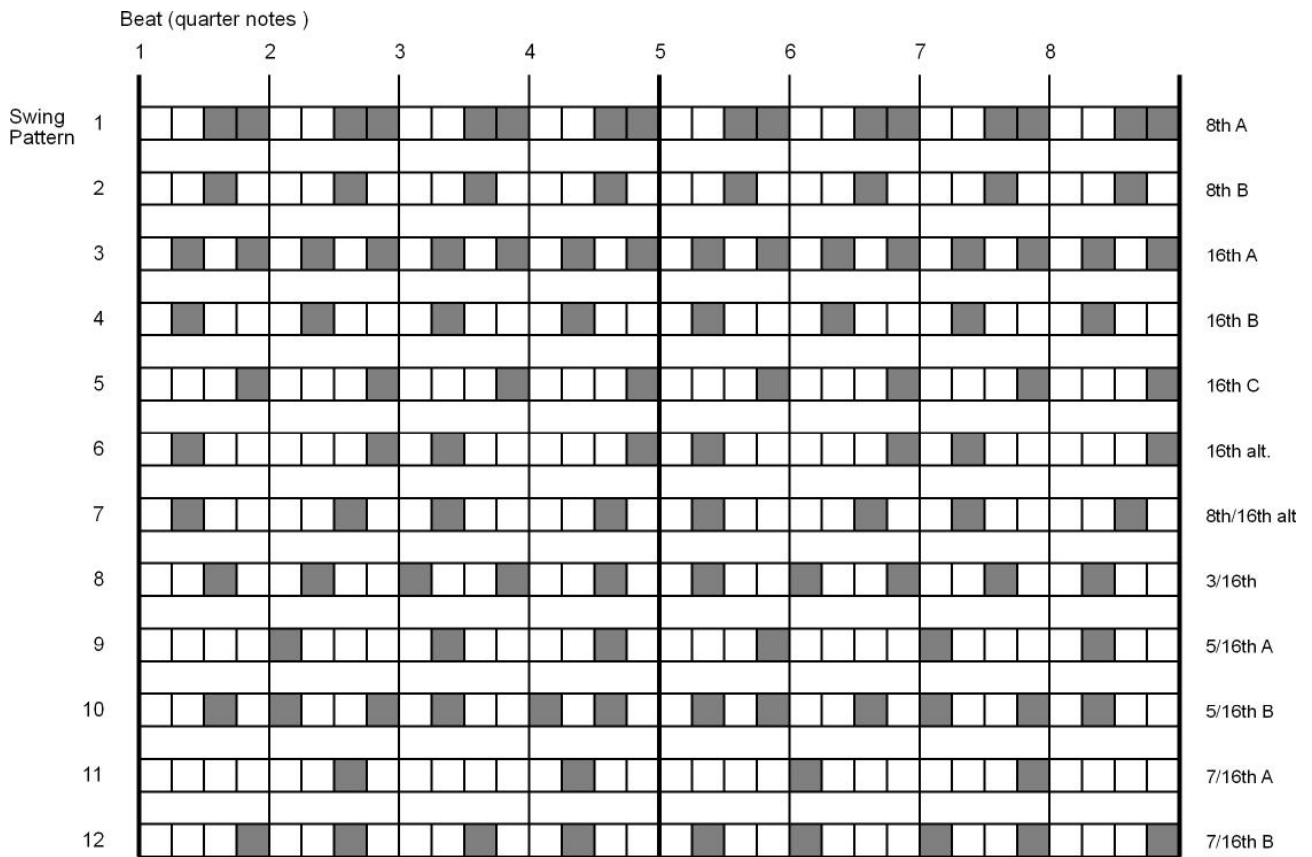 Beat (quarter notes )
1 2 3 4 5 6 7 8
Swing
Pattern
1 8th A
2 8th B
3 16th A
4 16th B
5 16th C
6 16th alt.
7 8th/16th alt
8 3/16th
9 5/16th A
10 5/16th B
11 7/16th A
12 7/16th B